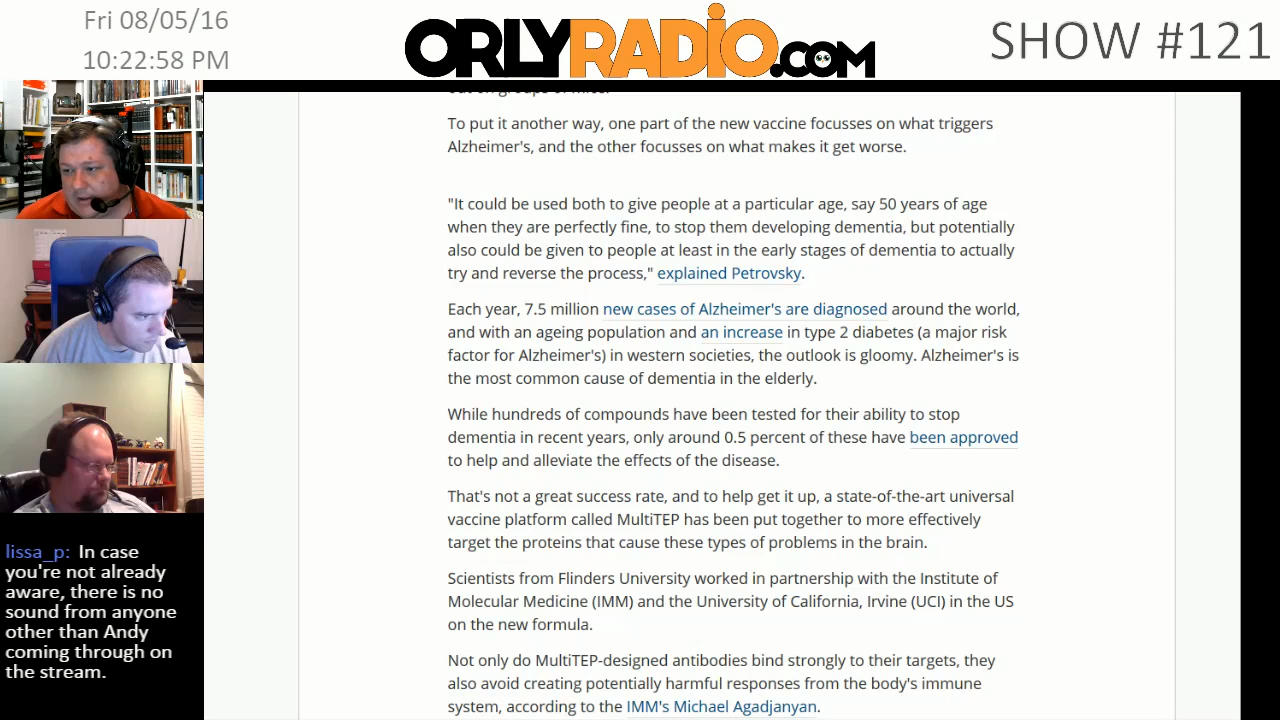 Fri 08/05/16
10:22:58 PM
ORLYRADIO.COM
SHOW #121
out on groups of mice.
To put it another way, one part of the new vaccine focusses on what triggers
Alzheimer's, and the other focusses on what makes it get worse.
"It could be used both to give people at a particular age, say 50 years of age
when they are perfectly fine, to stop them developing dementia, but potentially
also could be given to people at least in the early stages of dementia to actually
try and reverse the process," explained Petrovsky.
Each year, 7.5 million new cases of Alzheimer's are diagnosed around the world,
and with an ageing population and an increase in type 2 diabetes (a major risk
factor for Alzheimer's) in western societies, the outlook is gloomy. Alzheimer's is
the most common cause of dementia in the elderly.
While hundreds of compounds have been tested for their ability to stop
dementia in recent years, only around 0.5 percent of these have been approved
to help and alleviate the effects of the disease.
That's not a great success rate, and to help get it up, a state-of-the-art universal
vaccine platform called MultiTEP has been put together to more effectively
target the proteins that cause these types of problems in the brain.
Scientists from Flinders University worked in partnership with the Institute of
Molecular Medicine (IMM) and the University of California, Irvine (UCI) in the US
on the new formula.
Not only do MultiTEP-designed antibodies bind strongly to their targets, they
also avoid creating potentially harmful responses from the body's immune
system, according to the IMM's Michael Agadjanyan.
lissa_p: In case
you're not already
aware, there is no
sound from anyone
other than Andy
coming through on
the stream.